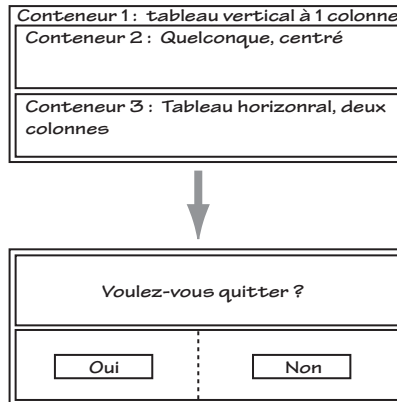 Conteneur 1 : tableau vertical à 1 colonne
Conteneur 2 : Quelconque, centré
Conteneur 3 : Tableau horizonral, deux
colonnes
Voulez-vous quitter ?
Oui Non